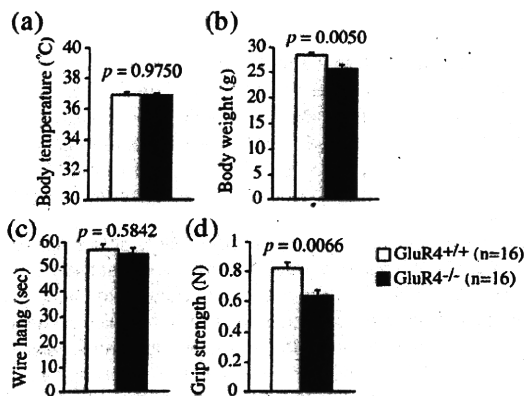 (a)
p = 0.9750
Body temperature (°C)
40
38
36
34
32
30
(b)
p = 0.0050
Body weight (g)
30
25
20
15
10
5
0
(c)
p = 0.5842
Wire hang (sec)
60
50
40
30
20
10
0
(d)
p = 0.0066
Grip strength (N)
1
0.8
0.6
0.4
0.2
0
GluR4+/+ (n=16)
GluR4-/- (n=16)